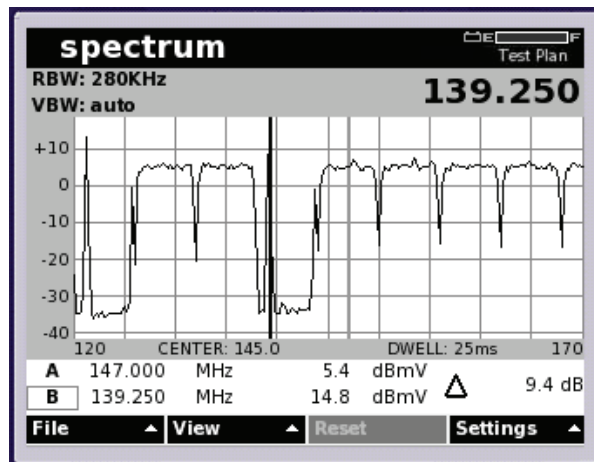 spectrum
E F
Test Plan
RBW: 280KHz
VBW: auto
139.250
+10
0
-10
-20
-30
-40
120 CENTER: 145.0 DWELL: 25ms 170
A 147.000 MHz 5.4 dBmV
B 139.250 MHz 14.8 dBmV
Δ 9.4 dB
File View Reset Settings